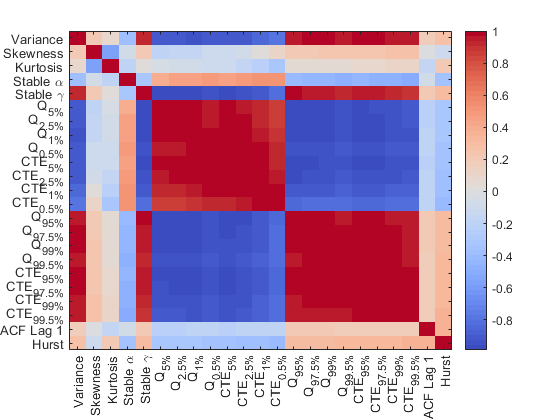 Variance
Skewness
Kurtosis
Stable α
Stable γ
Q5%
Q2.5%
Q1%
Q0.5%
CTE5%
CTE2.5%
CTE1%
CTE0.5%
Q95%
Q97.5%
Q99%
Q99.5%
CTE95%
CTE97.5%
CTE99%
CTE99.5%
ACF Lag 1
Hurst
Variance
Skewness
Kurtosis
Stable α
Stable γ
Q5%
Q2.5%
Q1%
Q0.5%
CTE5%
CTE2.5%
CTE1%
CTE0.5%
Q95%
Q97.5%
Q99%
Q99.5%
CTE95%
CTE97.5%
CTE99%
CTE99.5%
ACF Lag 1
Hurst
1
0.8
0.6
0.4
0.2
0
-0.2
-0.4
-0.6
-0.8